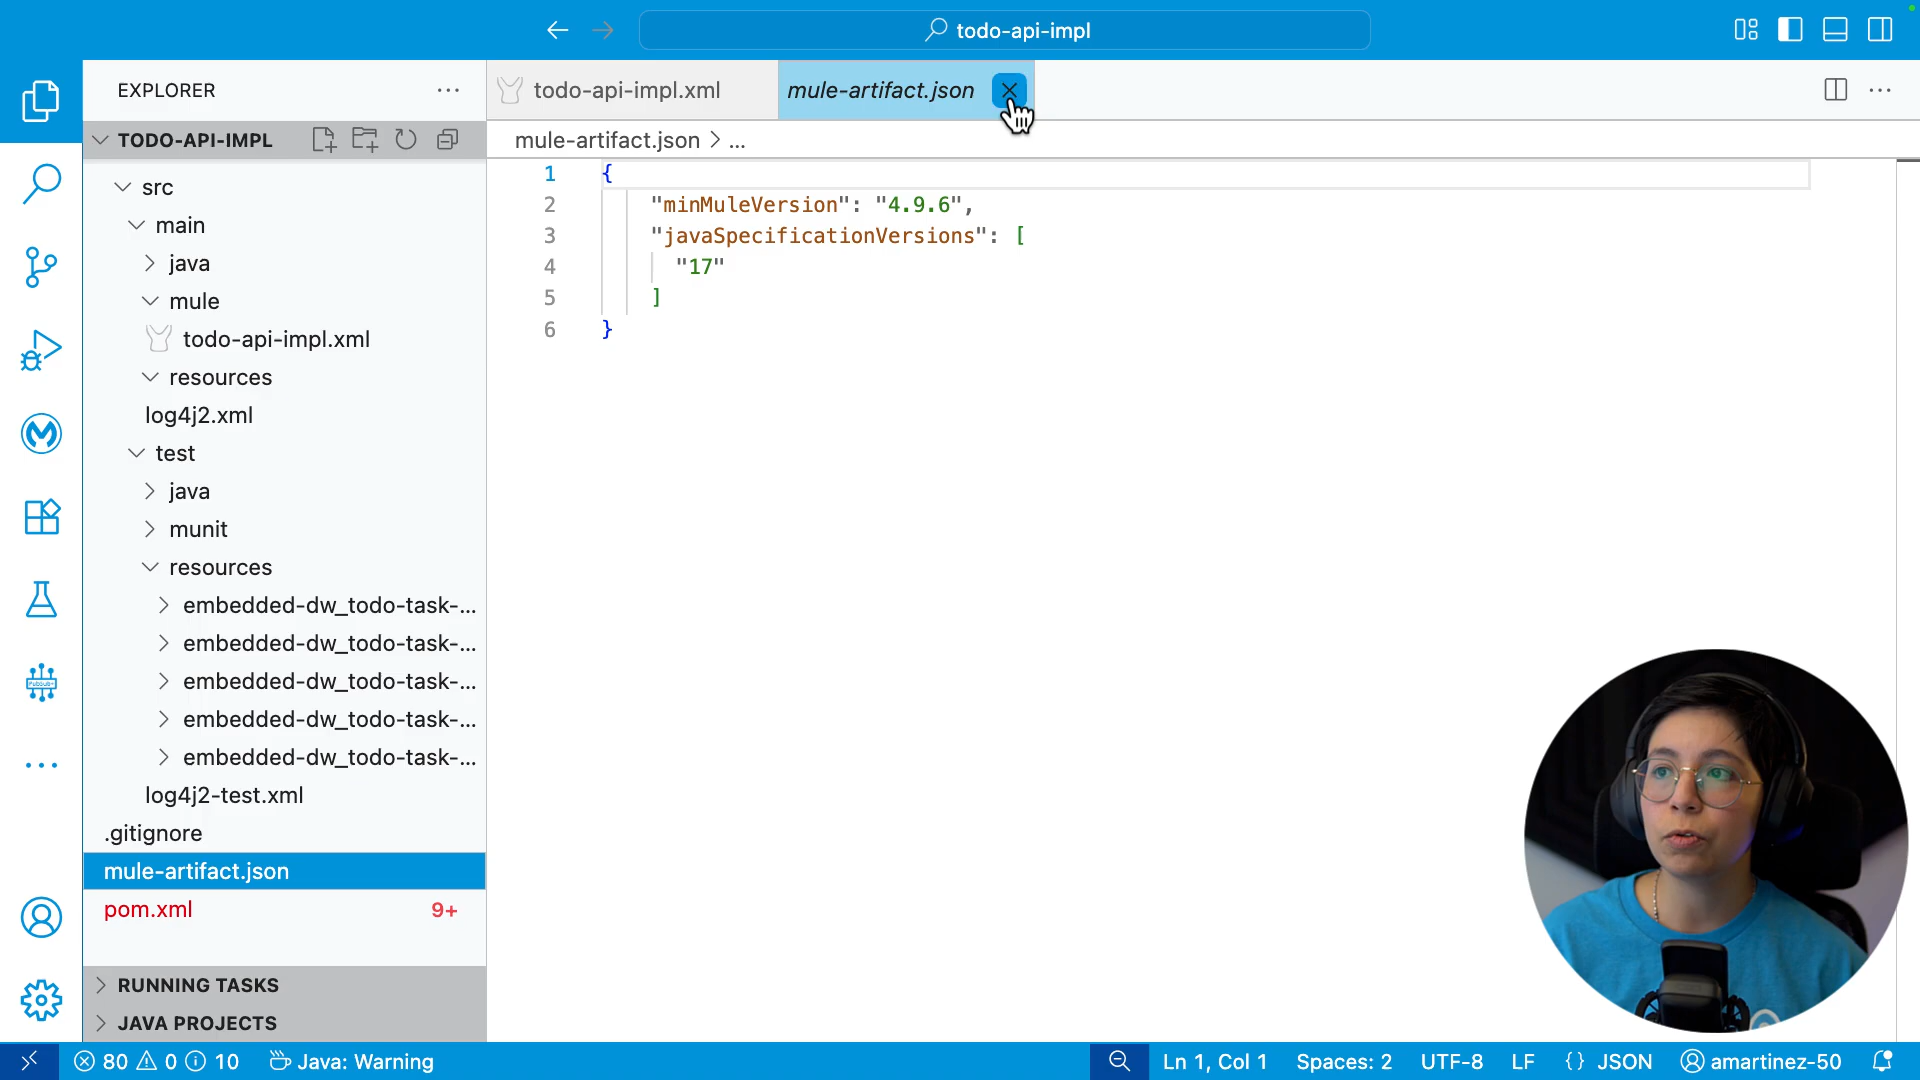 todo-api-impl
EXPLORER
todo-api-impl.xml
mule-artifact.json
TODO-API-IMPL
mule-artifact.json > ...
src
main
java
mule
todo-api-impl.xml
resources
log4j2.xml
test
java
munit
resources
embedded-dw_todo-task-...
embedded-dw_todo-task-...
embedded-dw_todo-task-...
embedded-dw_todo-task-...
embedded-dw_todo-task-...
log4j2-test.xml
.gitignore
mule-artifact.json
pom.xml 9+
RUNNING TASKS
JAVA PROJECTS
1 {
2 "minMuleVersion": "4.9.6",
3 "javaSpecificationVersions": [
4 "17"
5 ]
6 }
80 0 10 Java: Warning Ln 1, Col 1 Spaces: 2 UTF-8 LF {} JSON amartinez-50